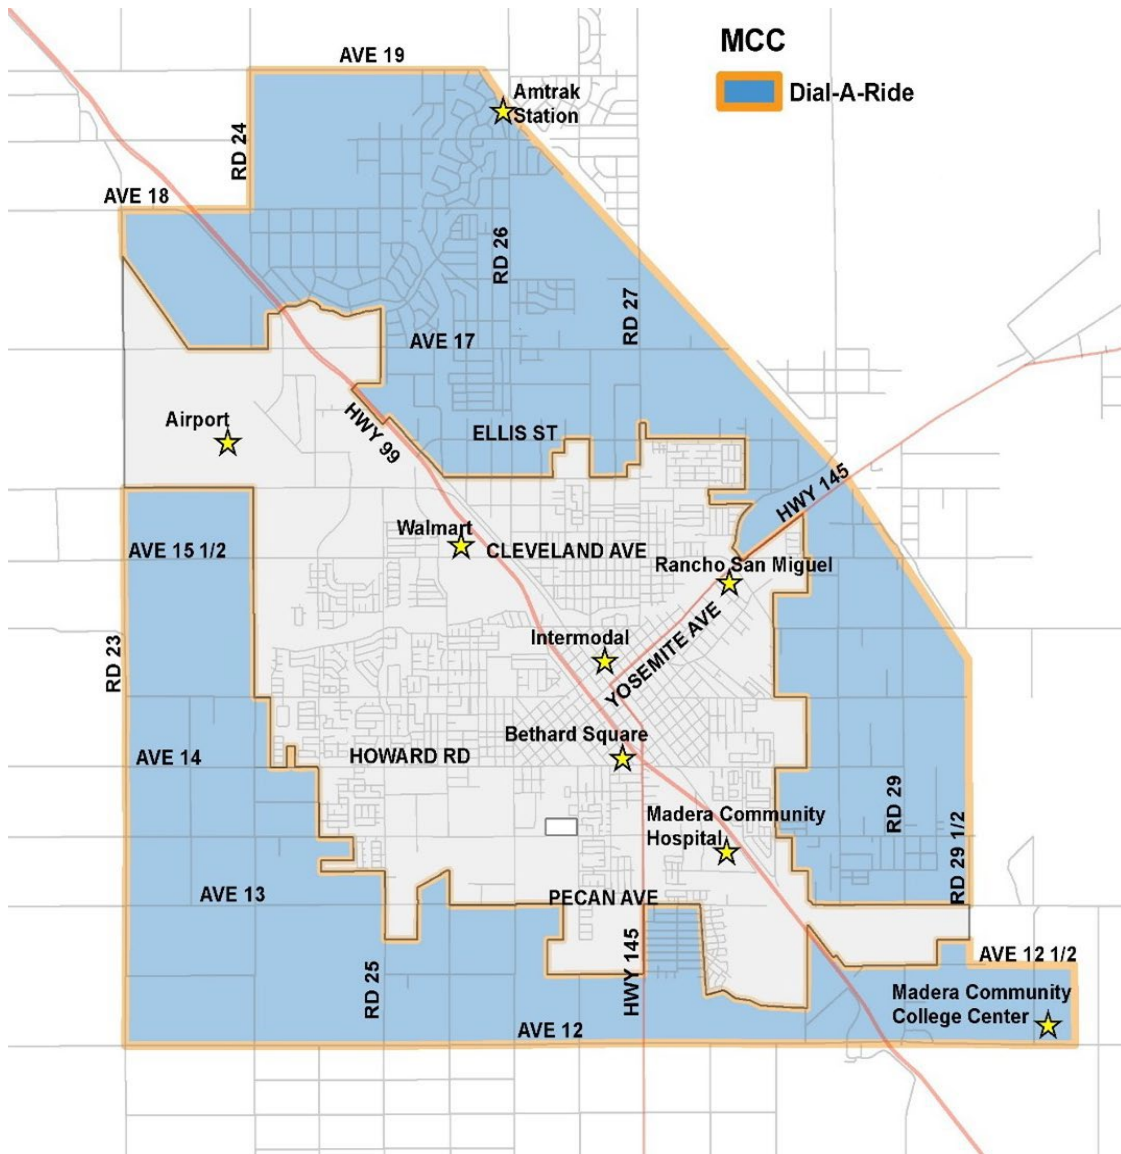 MCC
Dial-A-Ride
AVE 19
Amtrak
Station
RD 24
AVE 18
RD 26
RD 27
AVE 17
Airport
HWY 99
ELLIS ST
HWY 145
Walmart
AVE 15 1/2
CLEVELAND AVE
Rancho San Miguel
Intermodal
RD 23
YOSEMITE AVE
Bethard Square
AVE 14
HOWARD RD
RD 29
Madera Community
Hospital
RD 29 1/2
AVE 13
PECAN AVE
RD 25
HWY 145
AVE 12 1/2
Madera Community
College Center
AVE 12